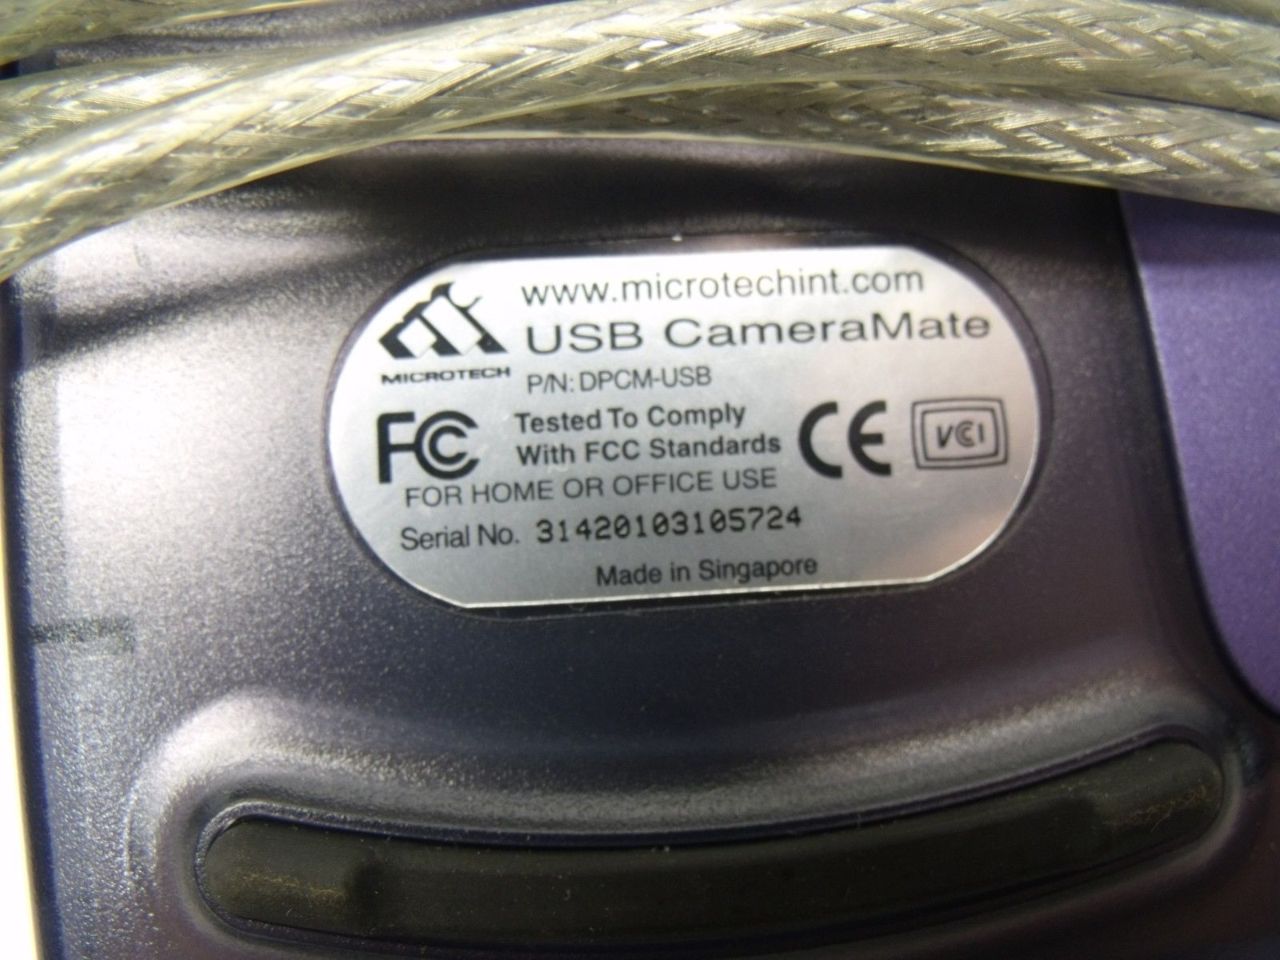 www.microtechint.com
USB CameraMate
MICROTECH
P/N: DPCM-USB
FC Tested To Comply
With FCC Standards
CE VCCI
FOR HOME OR OFFICE USE
Serial No. 31420103105724
Made in Singapore